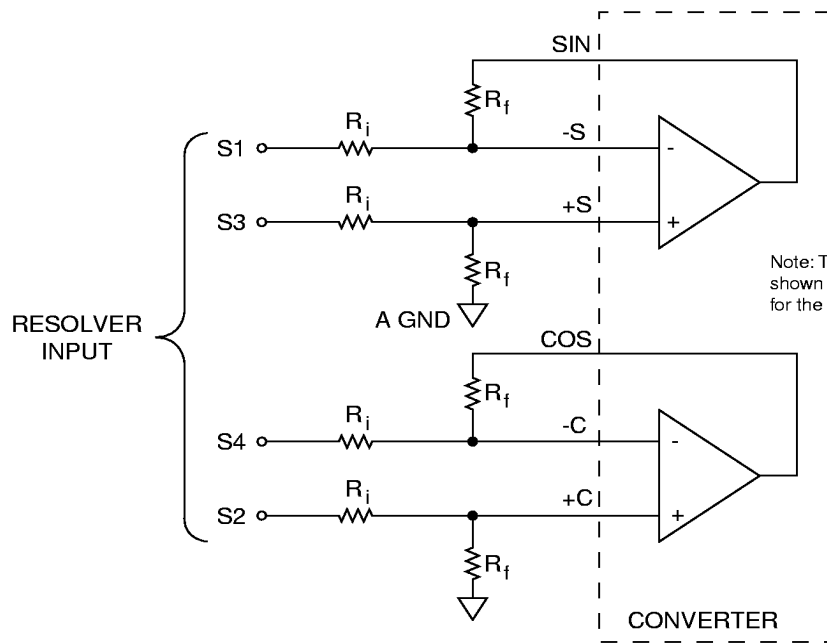 SIN
R_f
R_i
S1
-S
-
R_i
S3
+S
+
R_f
A GND
Note: T
shown
for the
RESOLVER
INPUT
COS
R_f
R_i
S4
-C
-
R_i
S2
+C
+
R_f
CONVERTER